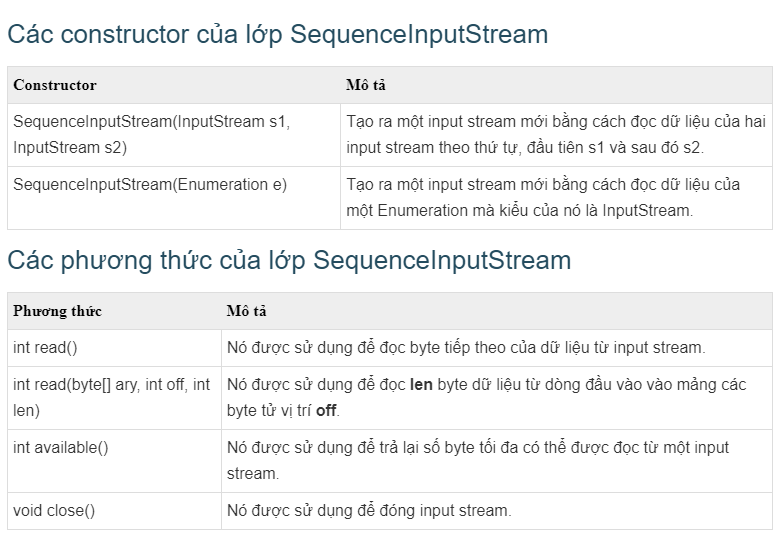 Các constructor của lớp SequenceInputStream
Constructor
Mô tả
SequenceInputStream(InputStream s1,
InputStream s2)
Tạo ra một input stream mới bằng cách đọc dữ liệu của hai
input stream theo thứ tự, đầu tiên s1 và sau đó s2.
SequenceInputStream(Enumeration e)
Tạo ra một input stream mới bằng cách đọc dữ liệu của
một Enumeration mà kiểu của nó là InputStream.
Các phương thức của lớp SequenceInputStream
Phương thức
Mô tả
int read()
Nó được sử dụng để đọc byte tiếp theo của dữ liệu từ input stream.
int read(byte[] ary, int off, int
len)
Nó được sử dụng để đọc len byte dữ liệu từ dòng đầu vào vào mảng các
byte tử vị trí off.
int available()
Nó được sử dụng để trả lại số byte tối đa có thể được đọc từ một input
stream.
void close()
Nó được sử dụng để đóng input stream.